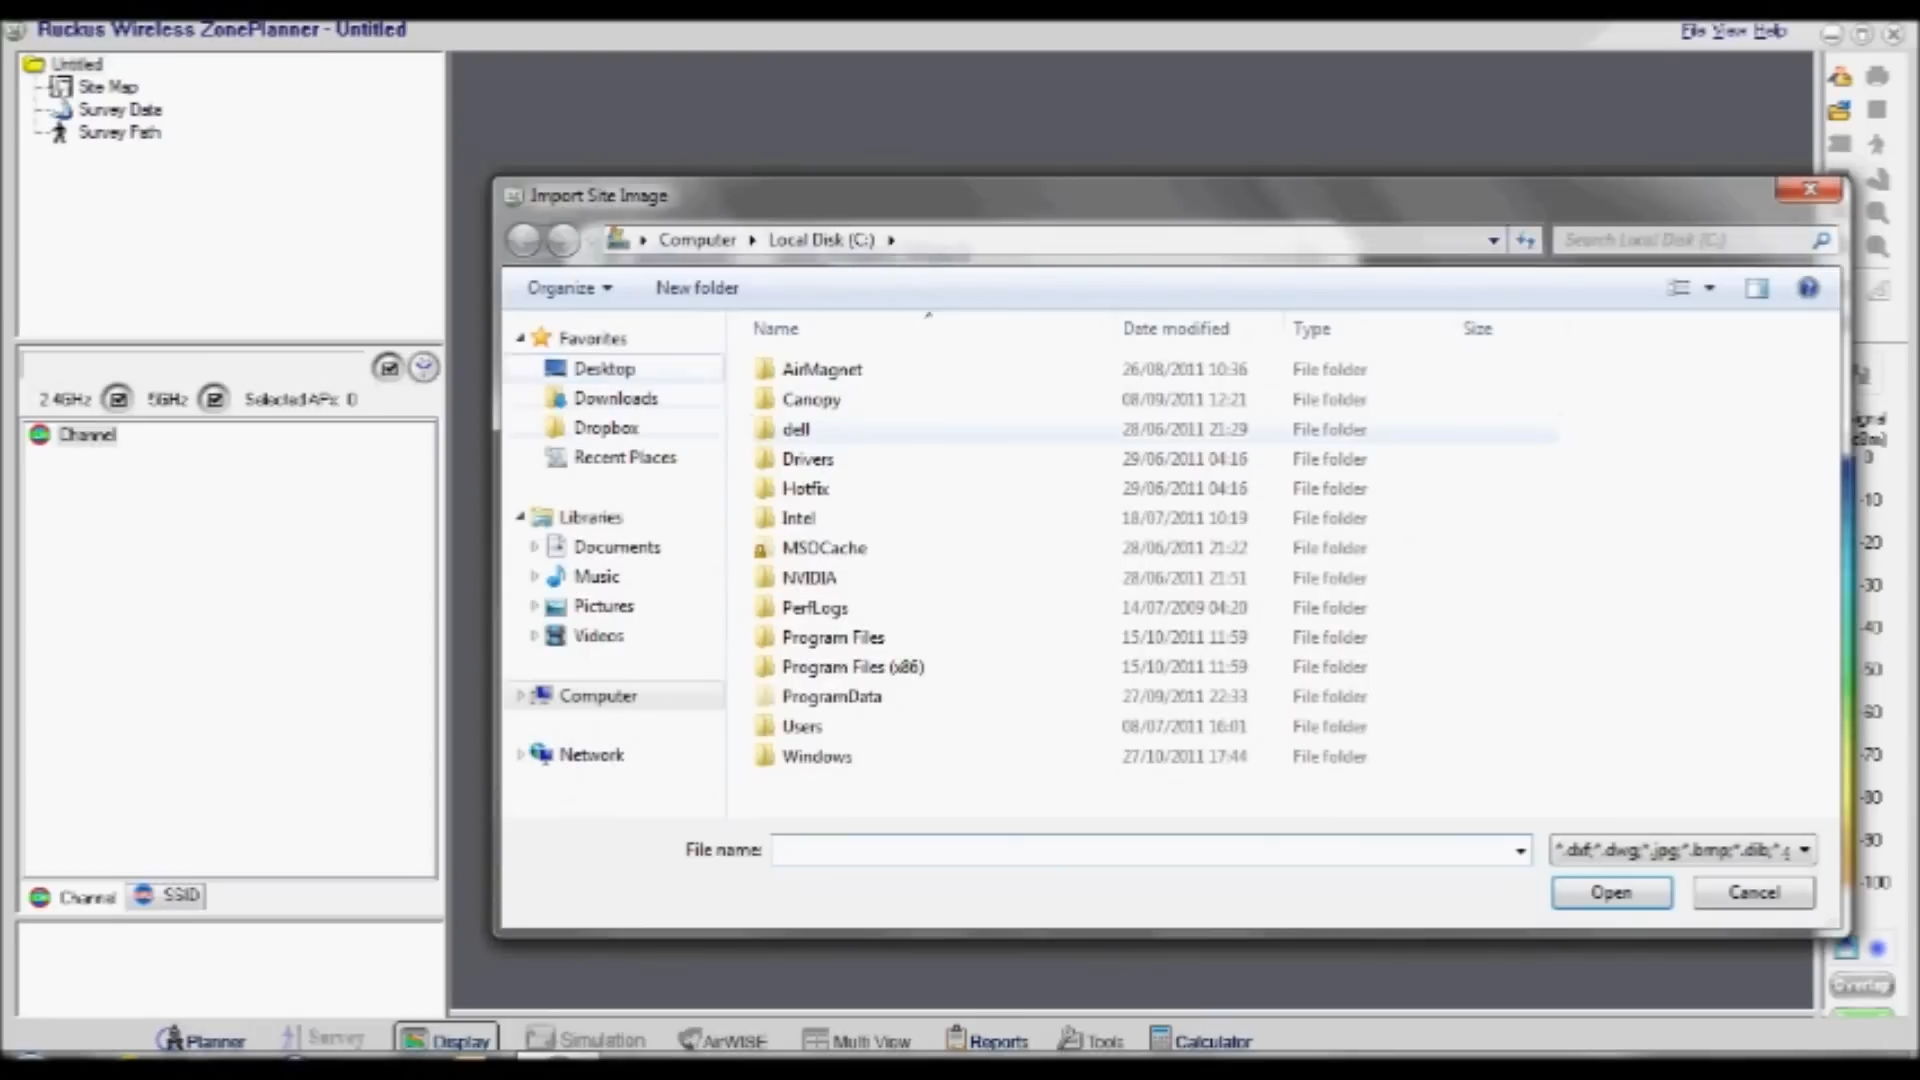 Ruckus Wireless ZonePlanner - Untitled
File View Help
Untitled
Site Map
Survey Data
Survey Path
Import Site Image
Computer Local Disk (C:)
Search Local Disk (C:)
Organize New folder
Name Date modified Type Size
Favorites
Desktop
Downloads
Dropbox
Recent Places
Libraries
Documents
Music
Pictures
Videos
Computer
Network
AirMagnet 26/08/2011 10:36 File folder
Canopy 08/09/2011 12:21 File folder
dell 28/06/2011 21:29 File folder
Drivers 29/06/2011 04:16 File folder
Hotfix 29/06/2011 04:16 File folder
Intel 18/07/2011 10:19 File folder
MSOCache 28/06/2011 21:22 File folder
NVIDIA 28/06/2011 21:51 File folder
PerfLogs 14/07/2009 04:20 File folder
Program Files 15/10/2011 11:59 File folder
Program Files (x86) 15/10/2011 11:59 File folder
ProgramData 27/09/2011 22:33 File folder
Users 08/07/2011 16:01 File folder
Windows 27/10/2011 17:44 File folder
File name:
*.dxf;*.dwg;*.jpg;*.bmp;*.dib;*.g
Open Cancel
2.4GHz 5GHz Selected APs: 0
Channel
Channel SSID
0
-10
-20
-30
-40
-50
-60
-70
-80
-90
-100
Overlap
Planner Survey Display Simulation AirWISE Multi View Reports Tools Calculator